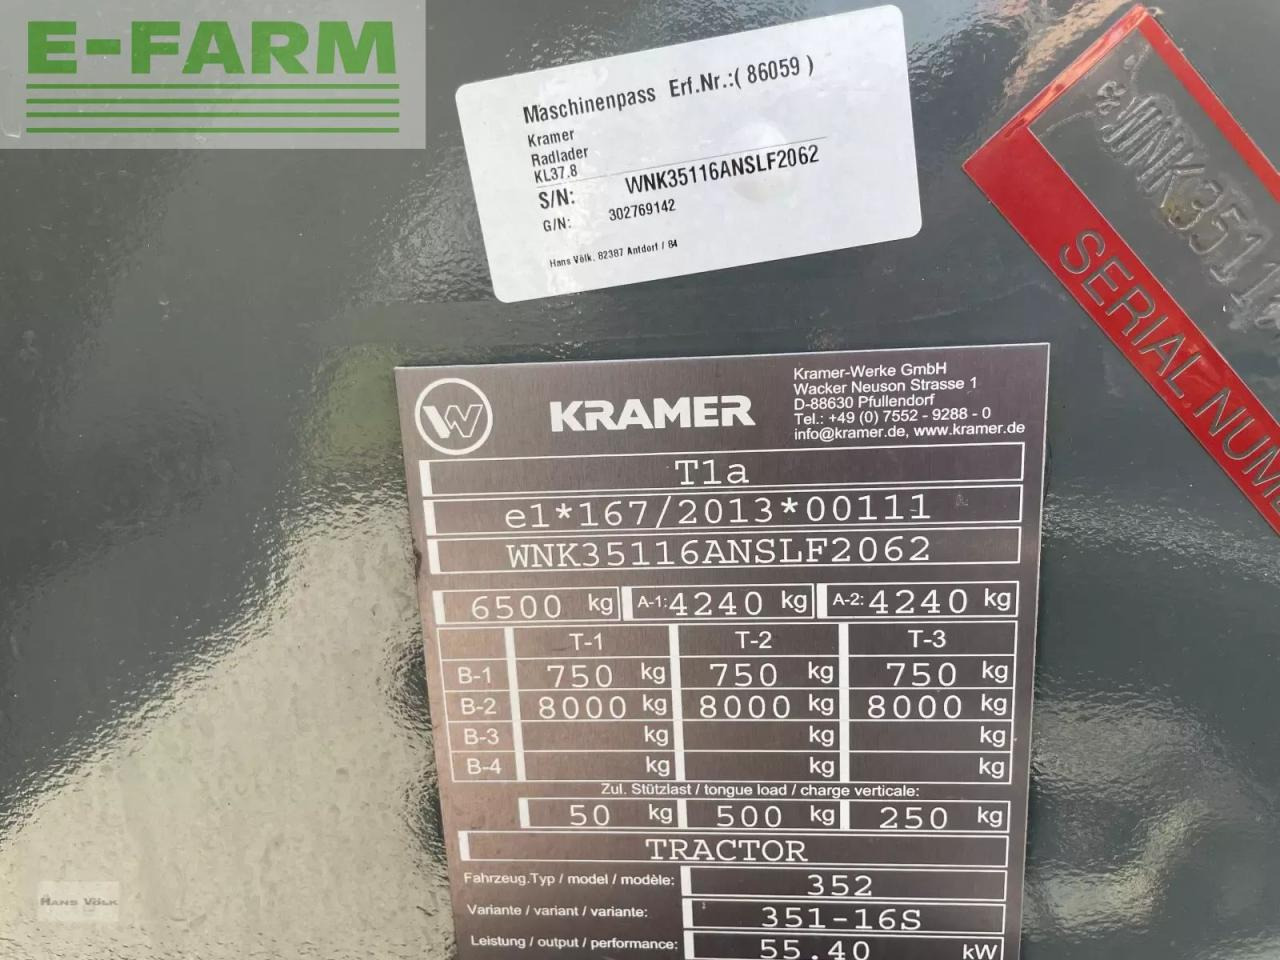 E-FARM
Maschinenpass Erf.Nr.:( 86059 )
Kramer
Radlader
KL37.8
S/N: WNK35116ANSLF2062
G/N: 302769142
Hans Völk. 82387 Antdorf / 84
WNK3511
SERIAL NUM
KRAMER
Kramer-Werke GmbH
Wacker Neuson Strasse 1
D-88630 Pfullendorf
Tel.: +49 (0) 7552 - 9288 - 0
info@kramer.de, www.kramer.de
T1a
e1*167/2013*00111
WNK35116ANSLF2062
6500 kg A-1: 4240 kg A-2: 4240 kg
T-1 T-2 T-3
B-1 750 kg 750 kg 750 kg
B-2 8000 kg 8000 kg 8000 kg
B-3 kg kg kg
B-4 kg kg kg
Zul. Stützlast / tongue load / charge verticale:
50 kg 500 kg 250 kg
TRACTOR
Fahrzeug.Typ / model / modèle: 352
Variante / variant / variante: 351-16S
Leistung / output / performance: 55.40 kW
HANS VÖLK